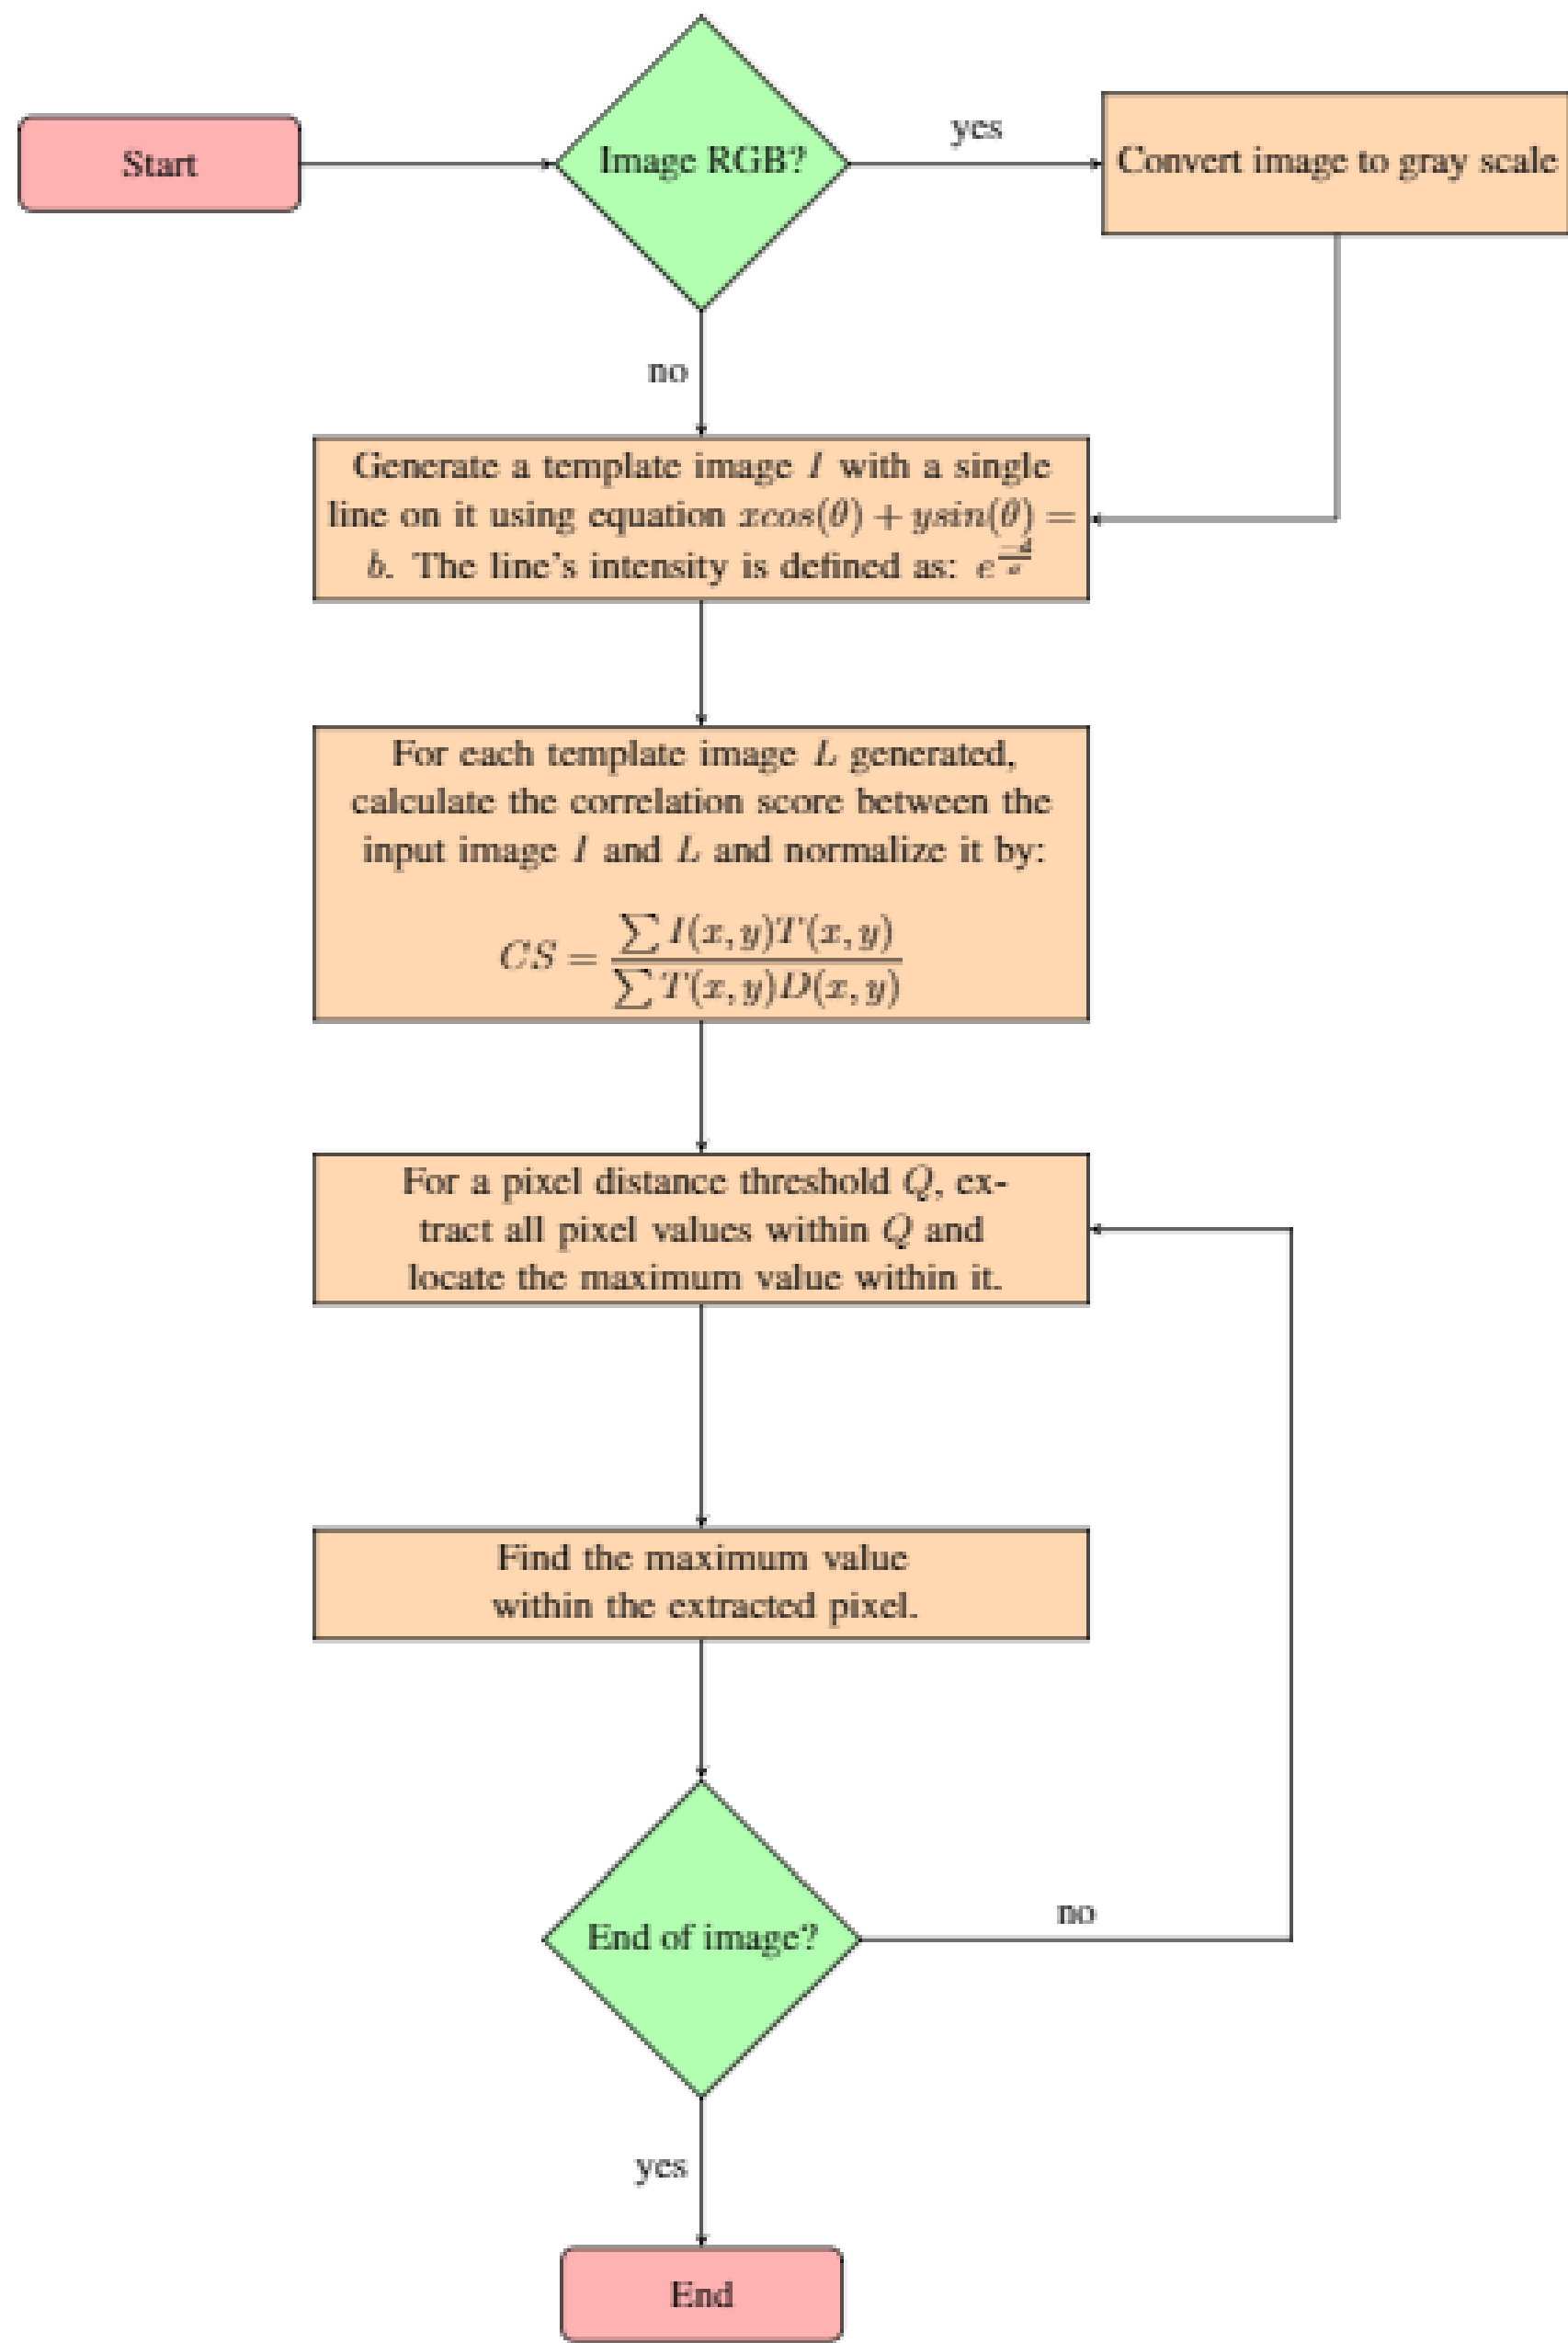 Start
Image RGB?
yes
Convert image to gray scale
no
Generate a template image I with a single
line on it using equation xcos(θ) + ysin(θ) =
b. The line's intensity is defined as: e
For each template image L generated,
calculate the correlation score between the
input image I and L and normalize it by:
CS = ∑ I(x, y)T(x, y) / ∑ T(x, y)D(x, y)
For a pixel distance threshold Q, ex-
tract all pixel values within Q and
locate the maximum value within it.
Find the maximum value
within the extracted pixel.
End of image?
no
yes
End